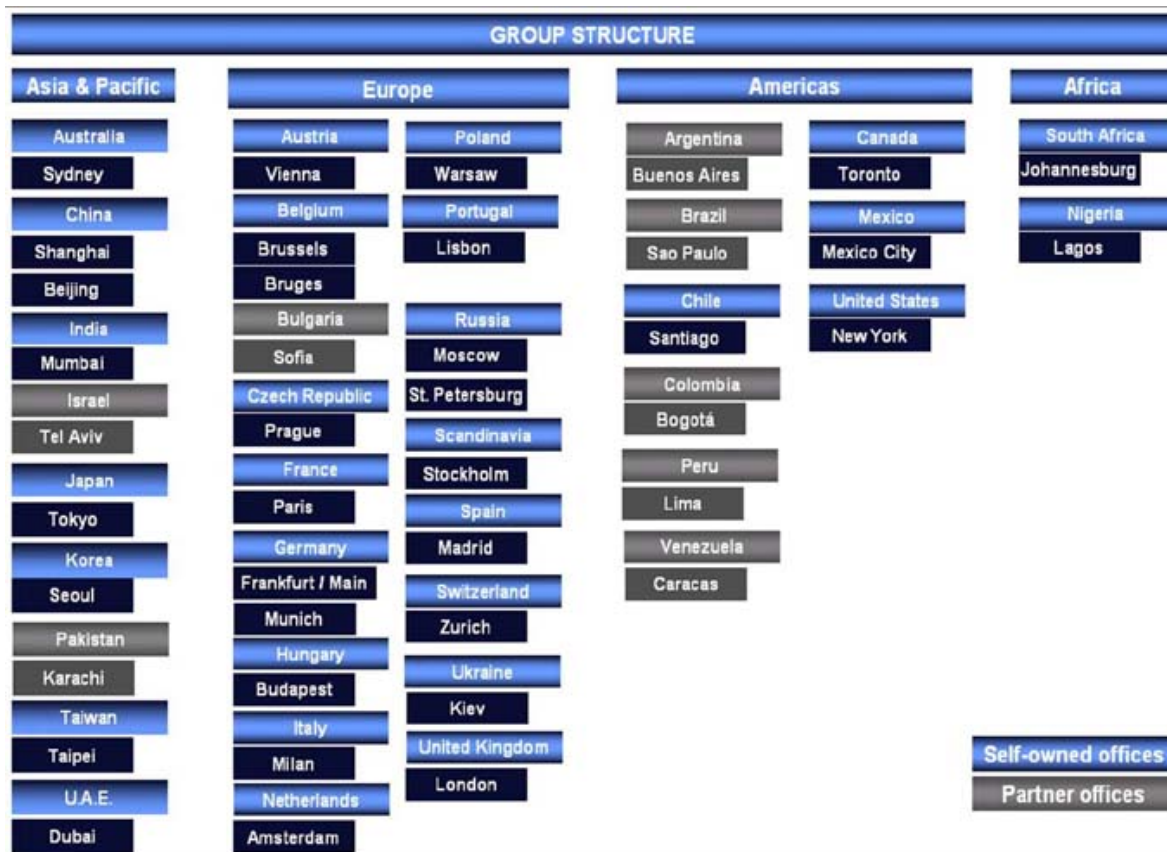 GROUP STRUCTURE
Asia & Pacific
Australia
Sydney
China
Shanghai
Beijing
India
Mumbai
Israel
Tel Aviv
Japan
Tokyo
Korea
Seoul
Pakistan
Karachi
Taiwan
Taipei
U.A.E.
Dubai
Europe
Austria
Vienna
Belgium
Brussels
Bruges
Bulgaria
Sofia
Czech Republic
Prague
France
Paris
Germany
Frankfurt / Main
Munich
Hungary
Budapest
Italy
Milan
Netherlands
Amsterdam
Poland
Warsaw
Portugal
Lisbon
Russia
Moscow
St. Petersburg
Scandinavia
Stockholm
Spain
Madrid
Switzerland
Zurich
Ukraine
Kiev
United Kingdom
London
Americas
Argentina
Buenos Aires
Brazil
Sao Paulo
Chile
Santiago
Colombia
Bogotá
Peru
Lima
Venezuela
Caracas
Canada
Toronto
Mexico
Mexico City
United States
New York
Africa
South Africa
Johannesburg
Nigeria
Lagos
Self-owned offices
Partner offices